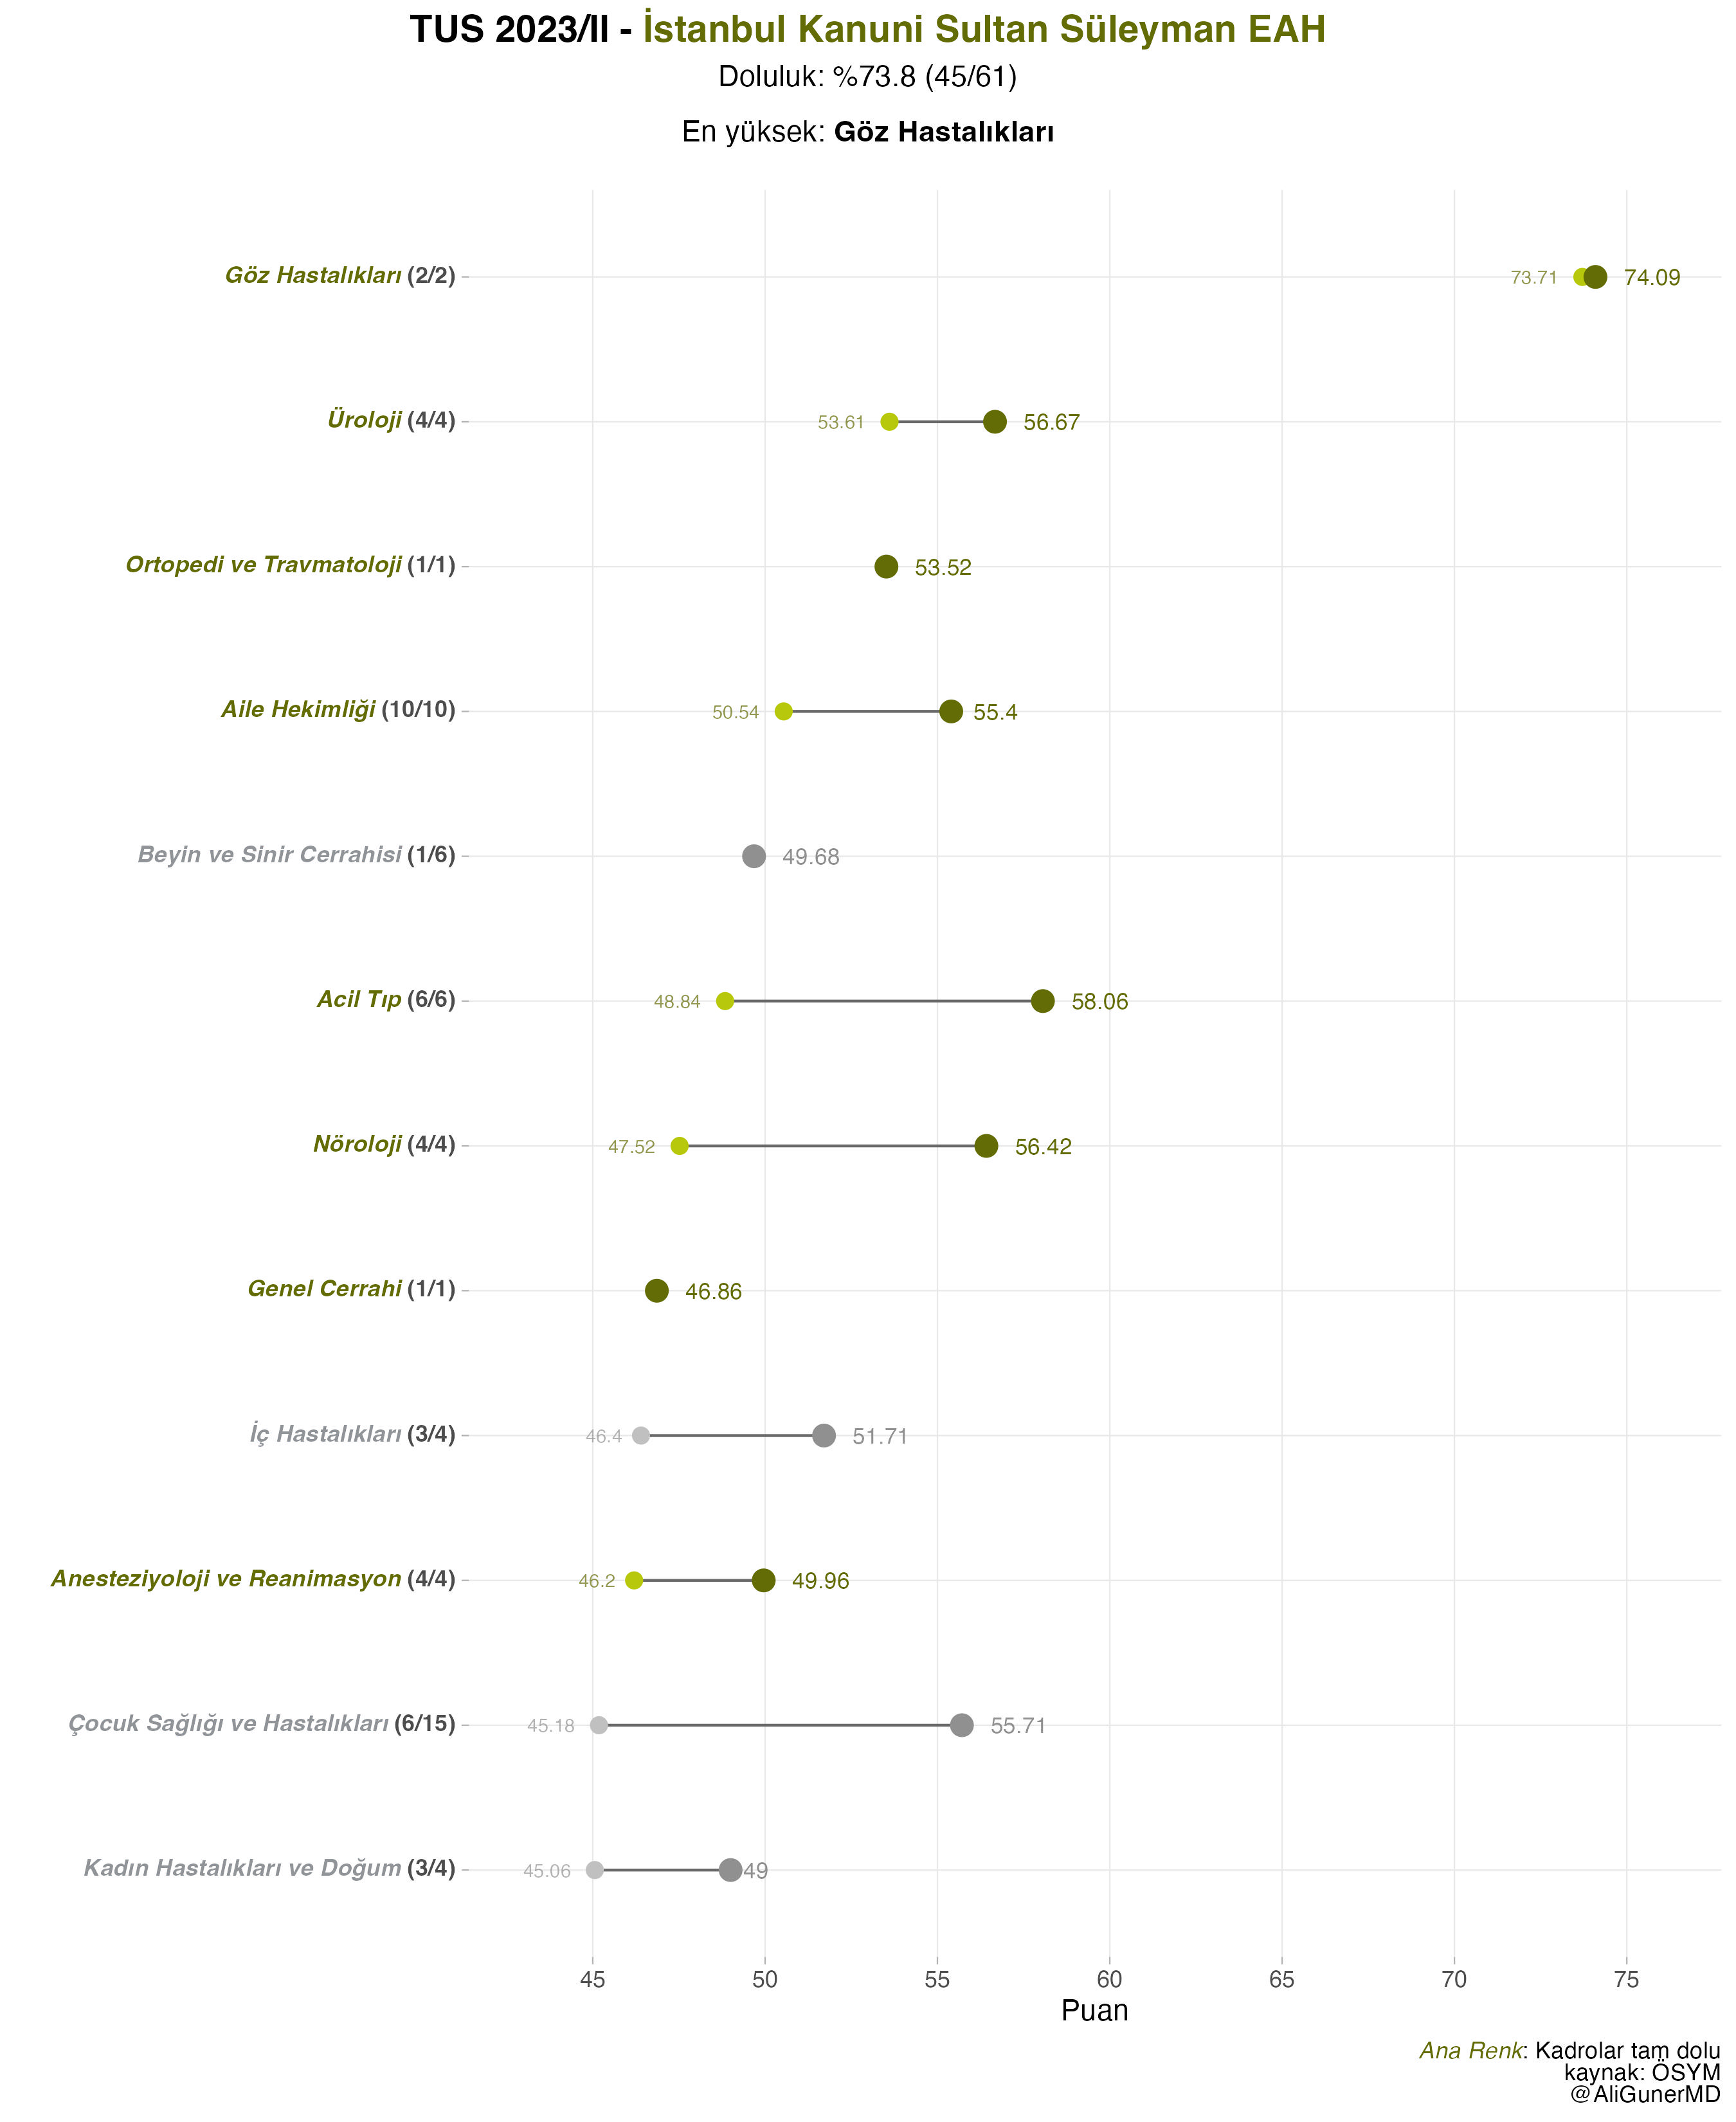 TUS 2023/II - İstanbul Kanuni Sultan Süleyman EAH
Doluluk: %73.8 (45/61)
En yüksek: Göz Hastalıkları
Göz Hastalıkları (2/2) 73.71 74.09
Üroloji (4/4) 53.61 56.67
Ortopedi ve Travmatoloji (1/1) 53.52
Aile Hekimliği (10/10) 50.54 55.4
Beyin ve Sinir Cerrahisi (1/6) 49.68
Acil Tıp (6/6) 48.84 58.06
Nöroloji (4/4) 47.52 56.42
Genel Cerrahi (1/1) 46.86
İç Hastalıkları (3/4) 46.4 51.71
Anesteziyoloji ve Reanimasyon (4/4) 46.2 49.96
Çocuk Sağlığı ve Hastalıkları (6/15) 45.18 55.71
Kadın Hastalıkları ve Doğum (3/4) 45.06 49
45 50 55 60 65 70 75
Puan
Ana Renk: Kadrolar tam dolu
kaynak: ÖSYM
@AliGunerMD